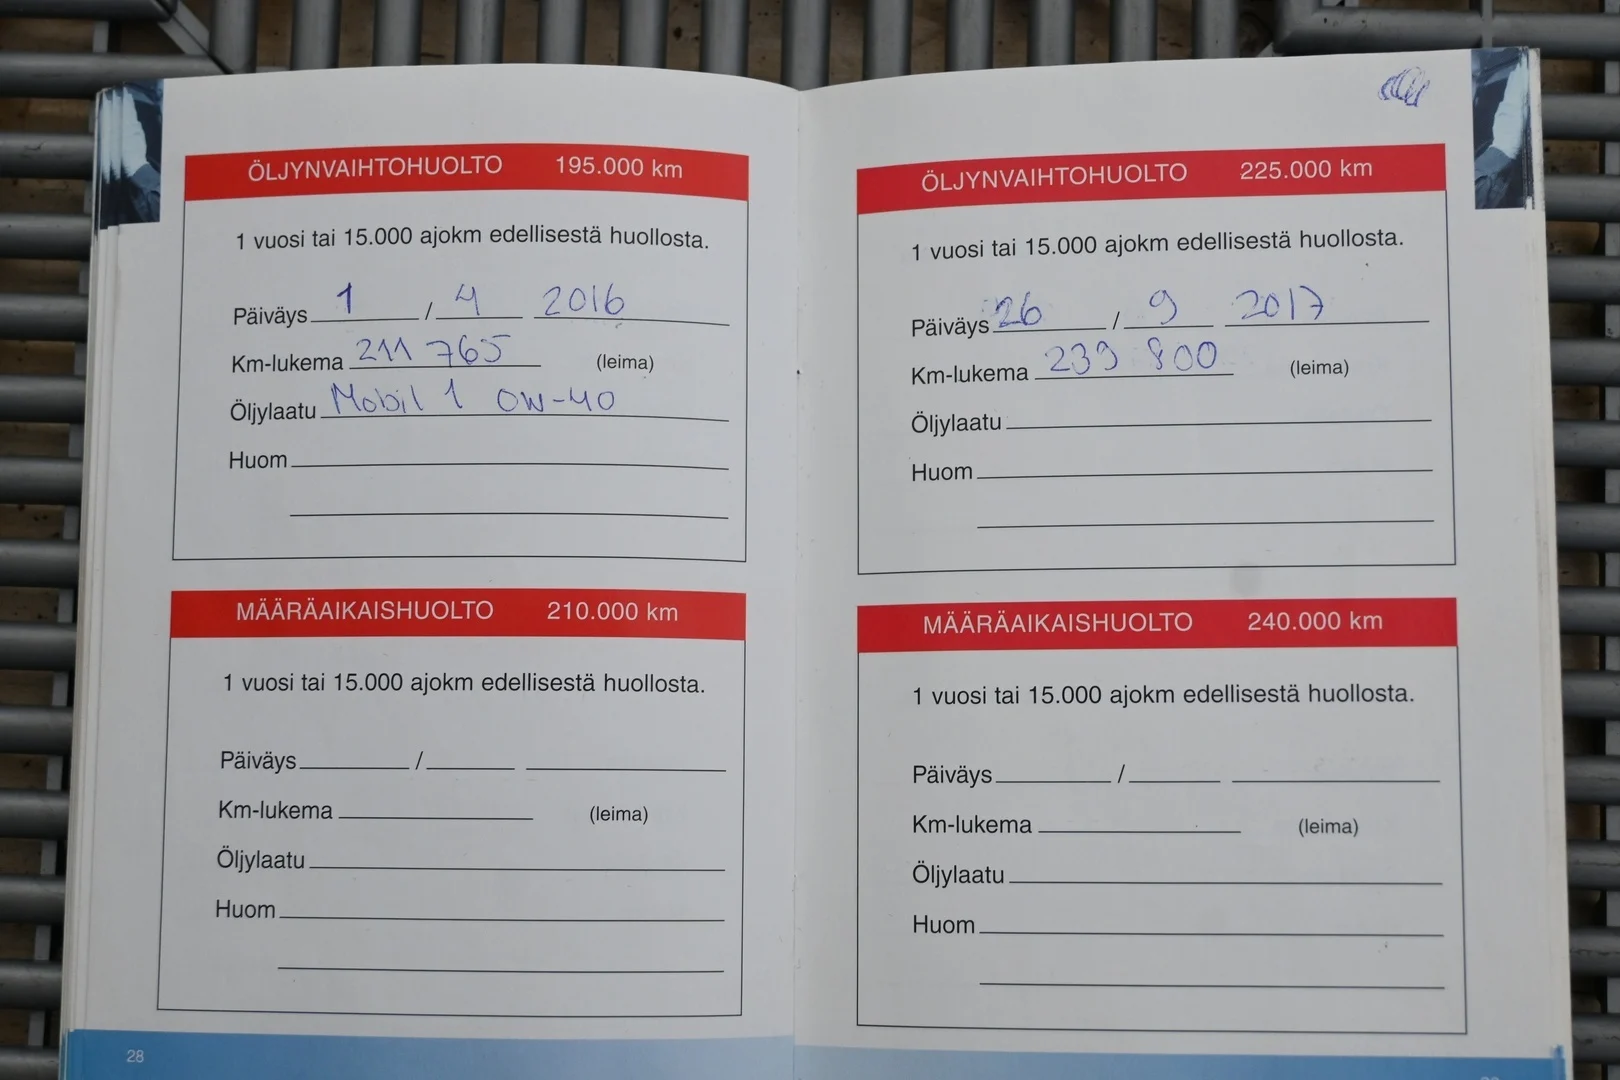 ÖLJYNVAIHTOHUOLTO 195.000 km
1 vuosi tai 15.000 ajokm edellisestä huollosta.
Päiväys 1 / 4 2016
Km-lukema 211 765 (leima)
Öljylaatu Mobil 1 0W-40
Huom
MÄÄRÄAIKAISHUOLTO 210.000 km
1 vuosi tai 15.000 ajokm edellisestä huollosta.
Päiväys /
Km-lukema (leima)
Öljylaatu
Huom
28
ÖLJYNVAIHTOHUOLTO 225.000 km
1 vuosi tai 15.000 ajokm edellisestä huollosta.
Päiväys 26 / 9 2017
Km-lukema 239 800 (leima)
Öljylaatu
Huom
MÄÄRÄAIKAISHUOLTO 240.000 km
1 vuosi tai 15.000 ajokm edellisestä huollosta.
Päiväys /
Km-lukema (leima)
Öljylaatu
Huom